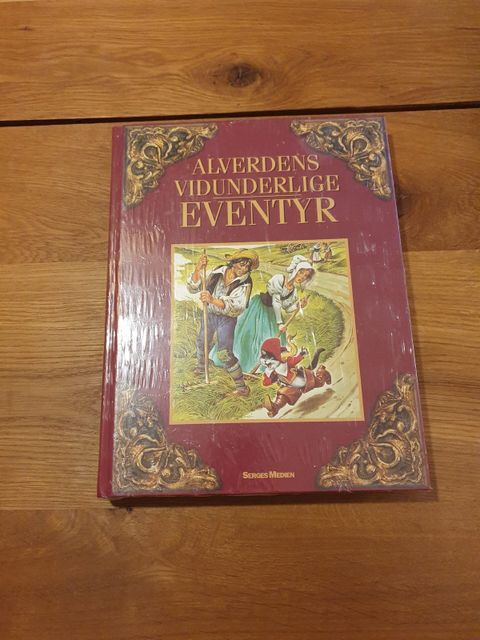 ALVERDENS
VIDUNDERLIGE
EVENTYR
SERGES MEDIEN